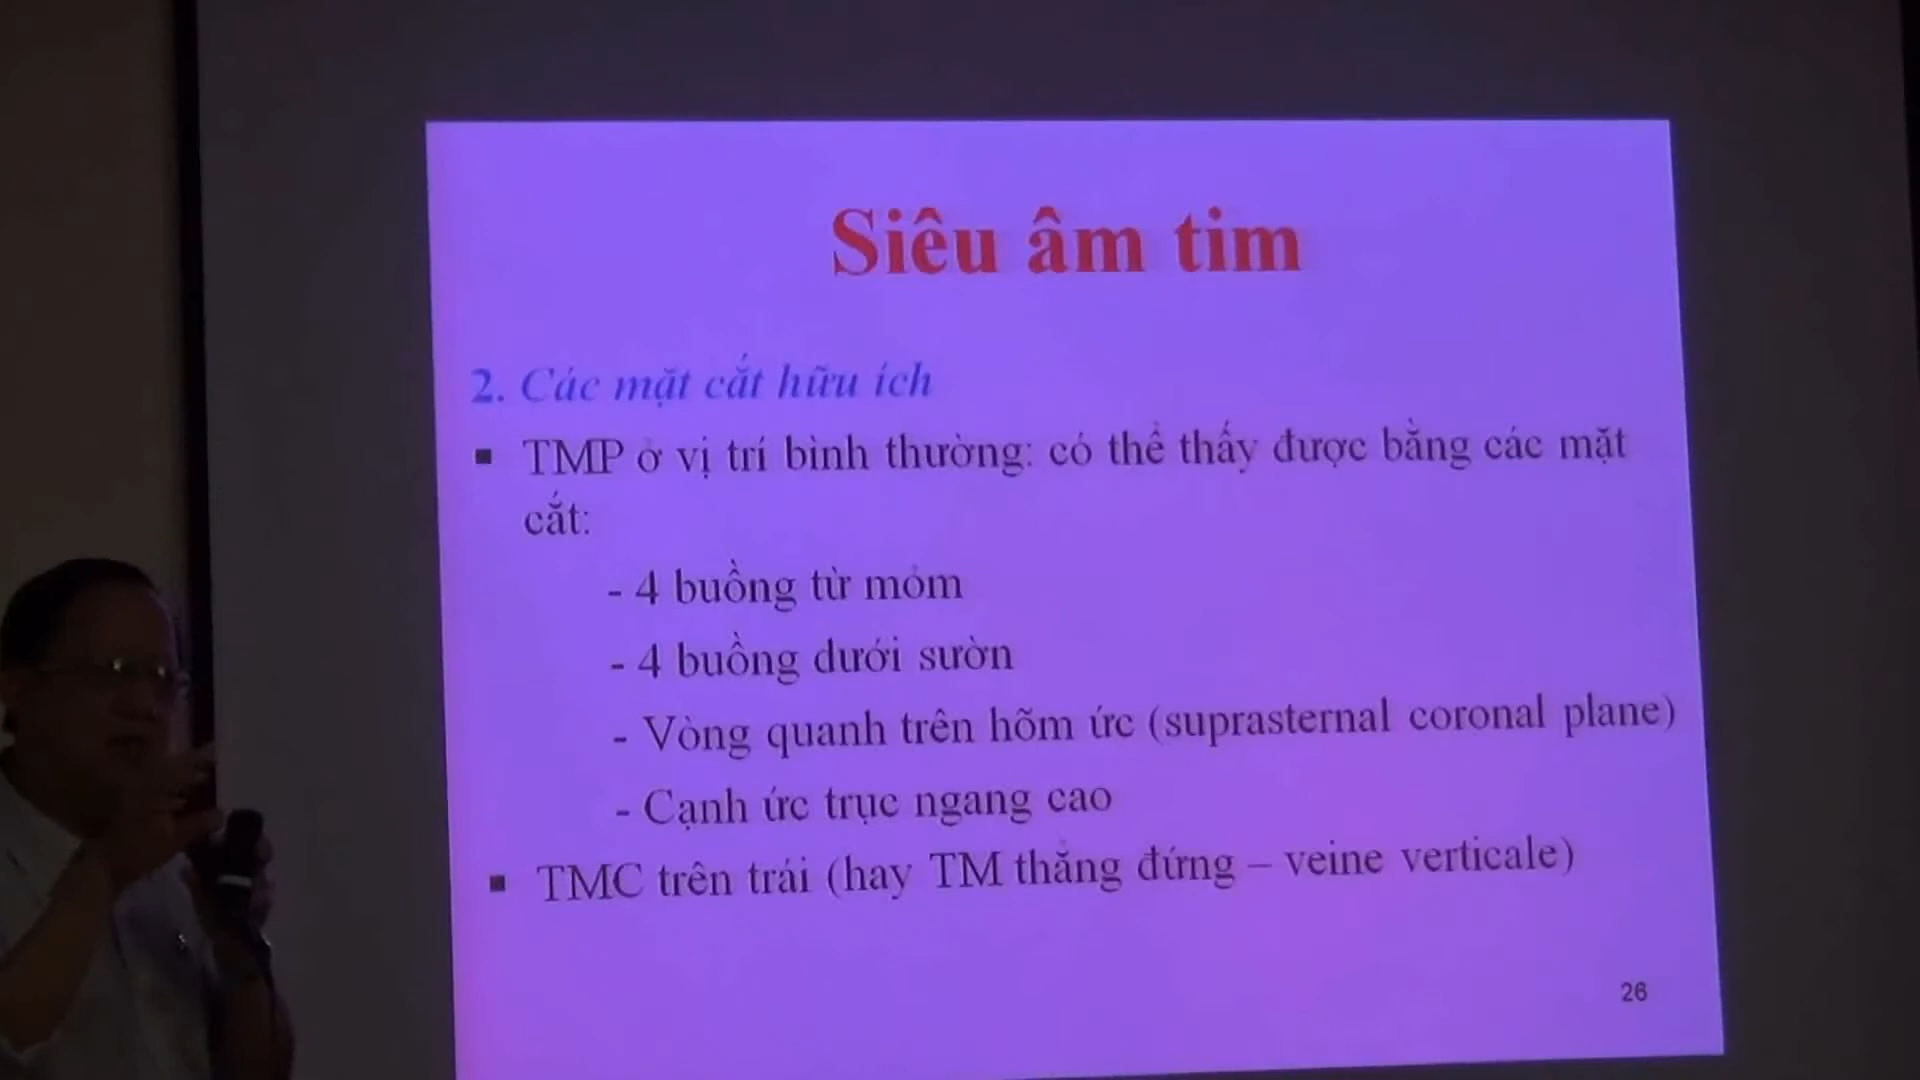 Siêu âm tim
2. Các mặt cắt hữu ích
▪ TMP ở vị trí bình thường: có thể thấy được bằng các mặt
cắt:
- 4 buồng từ mỏm
- 4 buồng dưới sườn
- Vòng quanh trên hõm ức (suprasternal coronal plane)
- Cạnh ức trục ngang cao
▪ TMC trên trái (hay TM thẳng đứng – veine verticale)
26